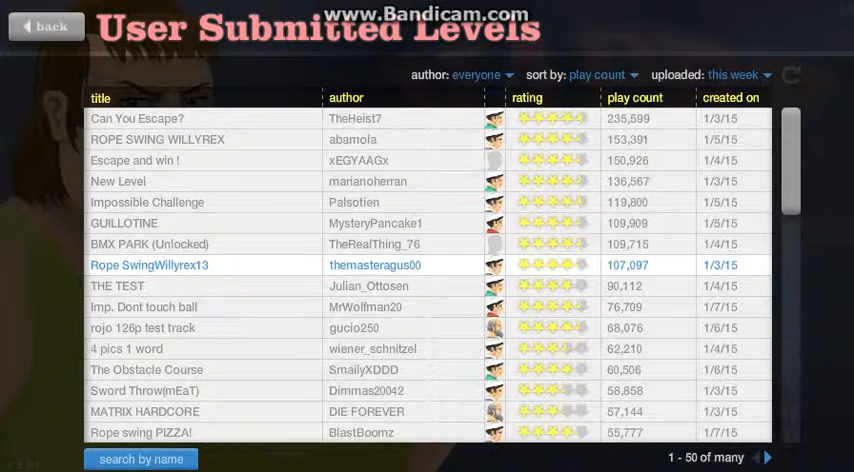 www.Bandicam.com
back
User Submitted Levels
author: everyone sort by: play count uploaded: this week
title author rating play count created on
Can You Escape? TheHeist7 235,599 1/3/15
ROPE SWING WILLYREX abamola 153,391 1/5/15
Escape and win ! xEGYAAGx 150,926 1/4/15
New Level marianoherran 136,567 1/3/15
Impossible Challenge Palsotien 119,800 1/5/15
GUILLOTINE MysteryPancake1 109,909 1/5/15
BMX PARK (Unlocked) TheRealThing_76 109,715 1/4/15
Rope SwingWillyrex13 themasteragus00 107,097 1/3/15
THE TEST Julian_Ottosen 90,112 1/4/15
Imp. Dont touch ball MrWolfman20 76,709 1/7/15
rojo 126p test track gucio250 68,076 1/6/15
4 pics 1 word wiener_schnitzel 62,210 1/4/15
The Obstacle Course SmailyXDDD 60,506 1/6/15
Sword Throw(mEaT) Dimmas20042 58,858 1/3/15
MATRIX HARDCORE DIE FOREVER 57,144 1/3/15
Rope swing PIZZA! BlastBoomz 55,777 1/7/15
search by name
1 - 50 of many